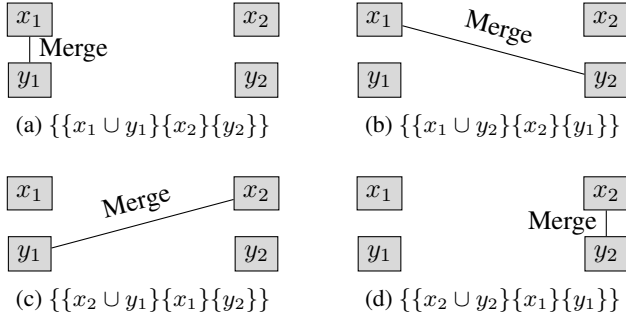 x₁ x₂ x₁ x₂
Merge Merge
y₁ y₂ y₁ y₂
(a) {{x₁ ∪ y₁}{x₂}{y₂}} (b) {{x₁ ∪ y₂}{x₂}{y₁}}
x₁ x₂ x₁ x₂
Merge Merge
y₁ y₂ y₁ y₂
(c) {{x₂ ∪ y₁}{x₁}{y₂}} (d) {{x₂ ∪ y₂}{x₁}{y₁}}